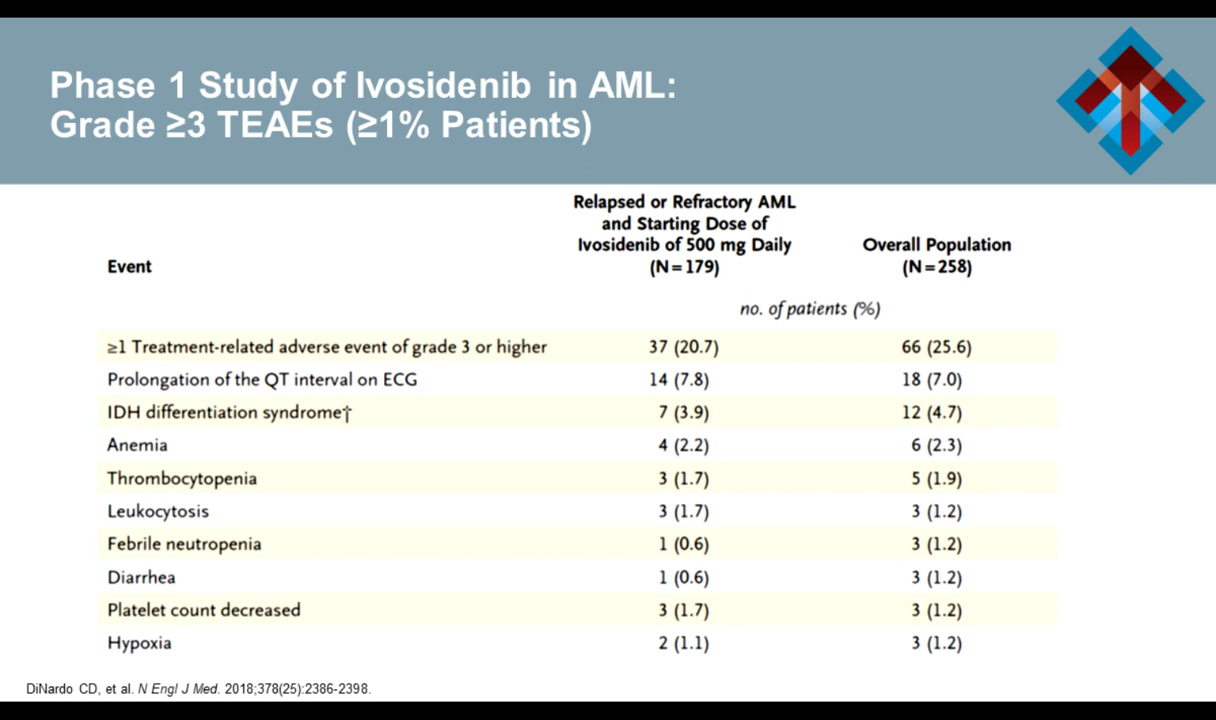 Phase 1 Study of Ivosidenib in AML:
Grade ≥3 TEAEs (≥1% Patients)
Relapsed or Refractory AML
and Starting Dose of
Ivosidenib of 500 mg Daily
(N=179)
Overall Population
(N=258)
Event
no. of patients (%)
≥1 Treatment-related adverse event of grade 3 or higher 37 (20.7) 66 (25.6)
Prolongation of the QT interval on ECG 14 (7.8) 18 (7.0)
IDH differentiation syndrome† 7 (3.9) 12 (4.7)
Anemia 4 (2.2) 6 (2.3)
Thrombocytopenia 3 (1.7) 5 (1.9)
Leukocytosis 3 (1.7) 3 (1.2)
Febrile neutropenia 1 (0.6) 3 (1.2)
Diarrhea 1 (0.6) 3 (1.2)
Platelet count decreased 3 (1.7) 3 (1.2)
Hypoxia 2 (1.1) 3 (1.2)
DiNardo CD, et al. N Engl J Med. 2018;378(25):2386-2398.